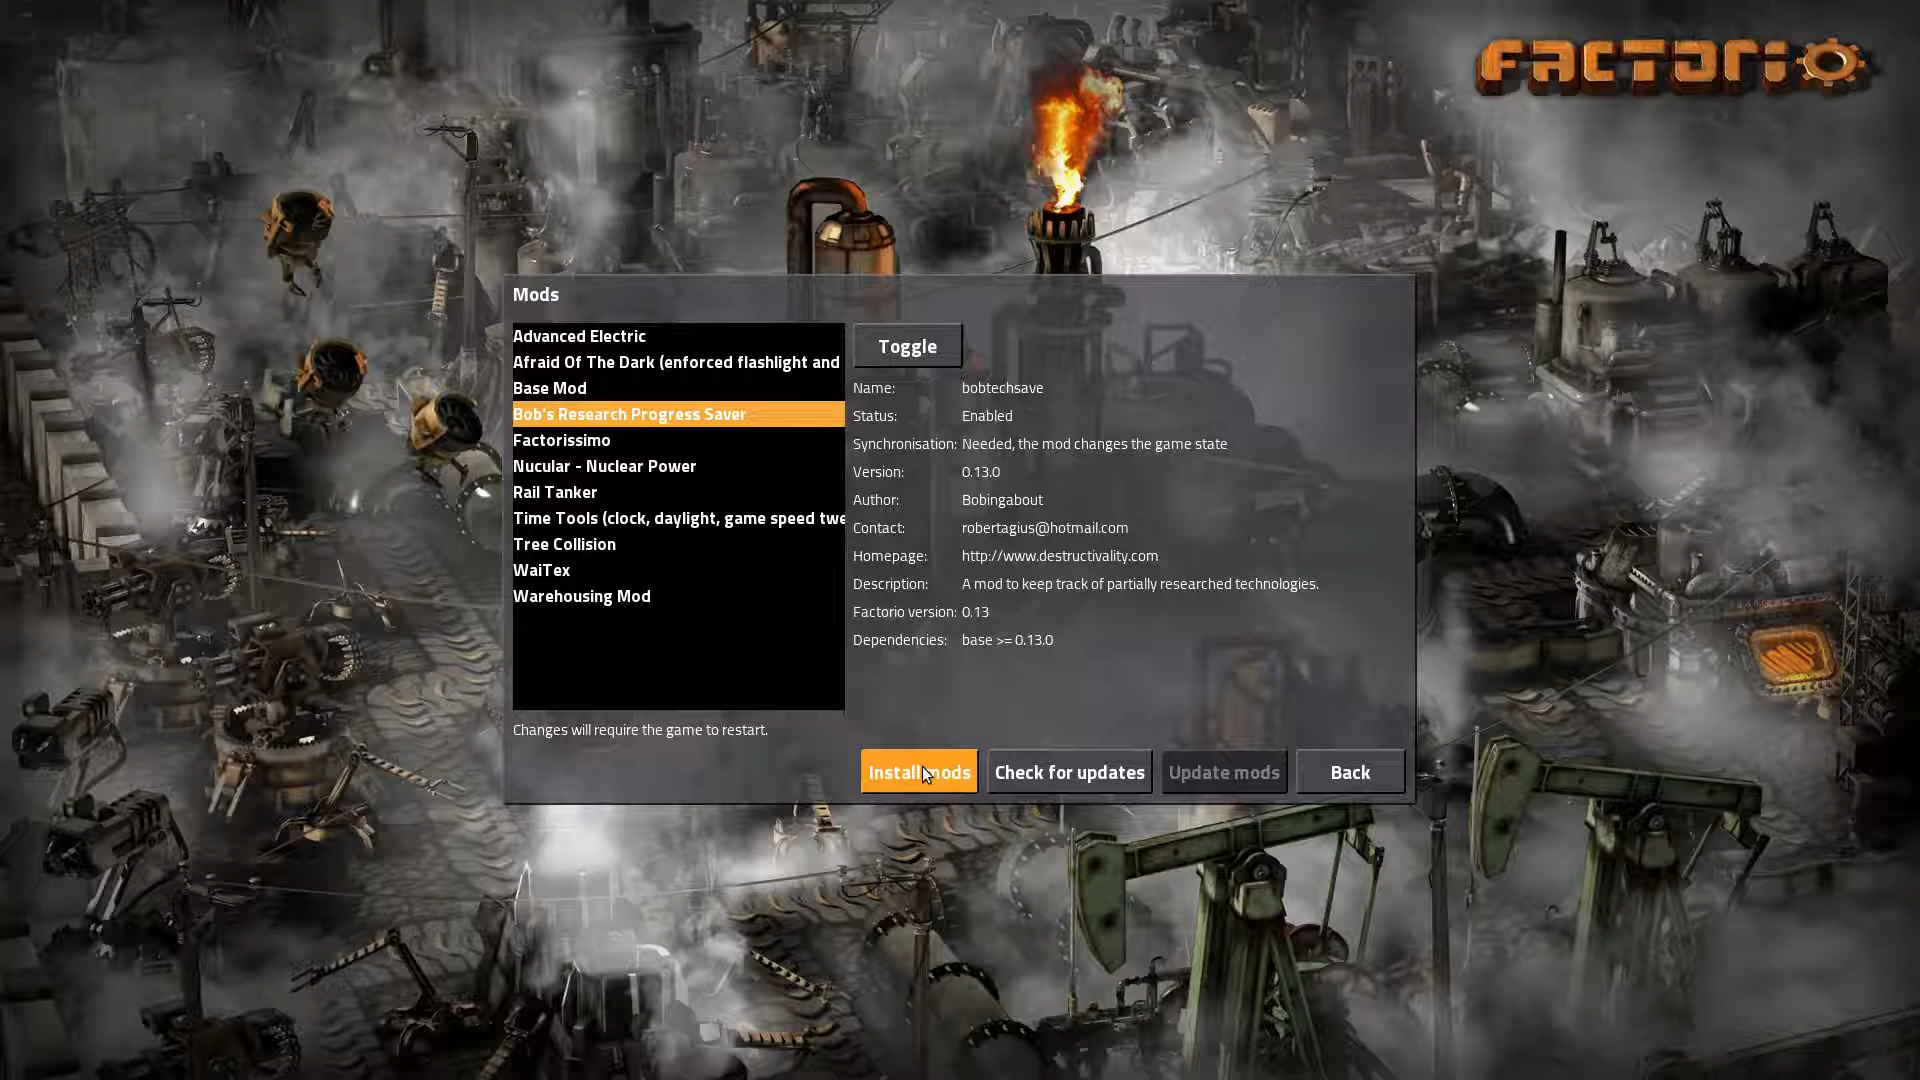 FACTORIO
Mods
Advanced Electric
Afraid Of The Dark (enforced flashlight and
Base Mod
Bob's Research Progress Saver
Factorissimo
Nucular - Nuclear Power
Rail Tanker
Time Tools (clock, daylight, game speed twe
Tree Collision
WaiTex
Warehousing Mod
Changes will require the game to restart.
Toggle
Name: bobtechsave
Status: Enabled
Synchronisation: Needed, the mod changes the game state
Version: 0.13.0
Author: Bobingabout
Contact: robertagius@hotmail.com
Homepage: http://www.destructivality.com
Description: A mod to keep track of partially researched technologies.
Factorio version: 0.13
Dependencies: base >= 0.13.0
Install mods Check for updates Update mods Back